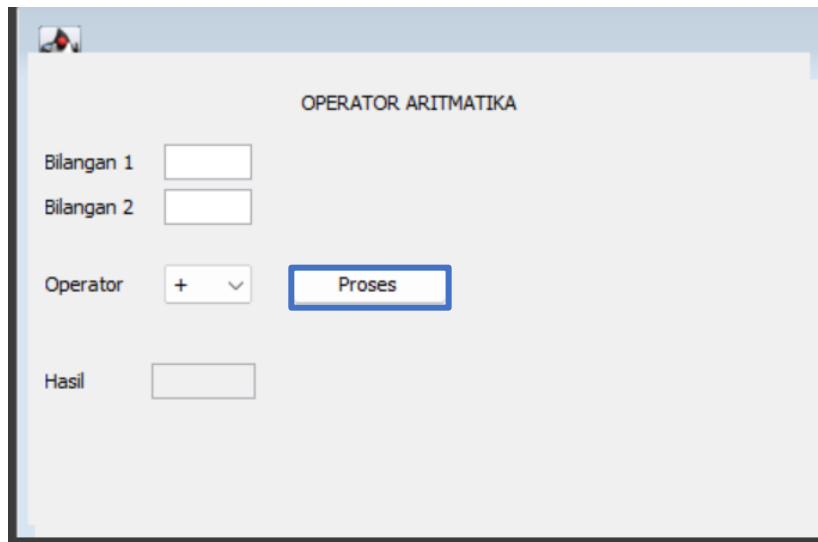 OPERATOR ARITMATIKA
Bilangan 1
Bilangan 2
Operator + Proses
Hasil